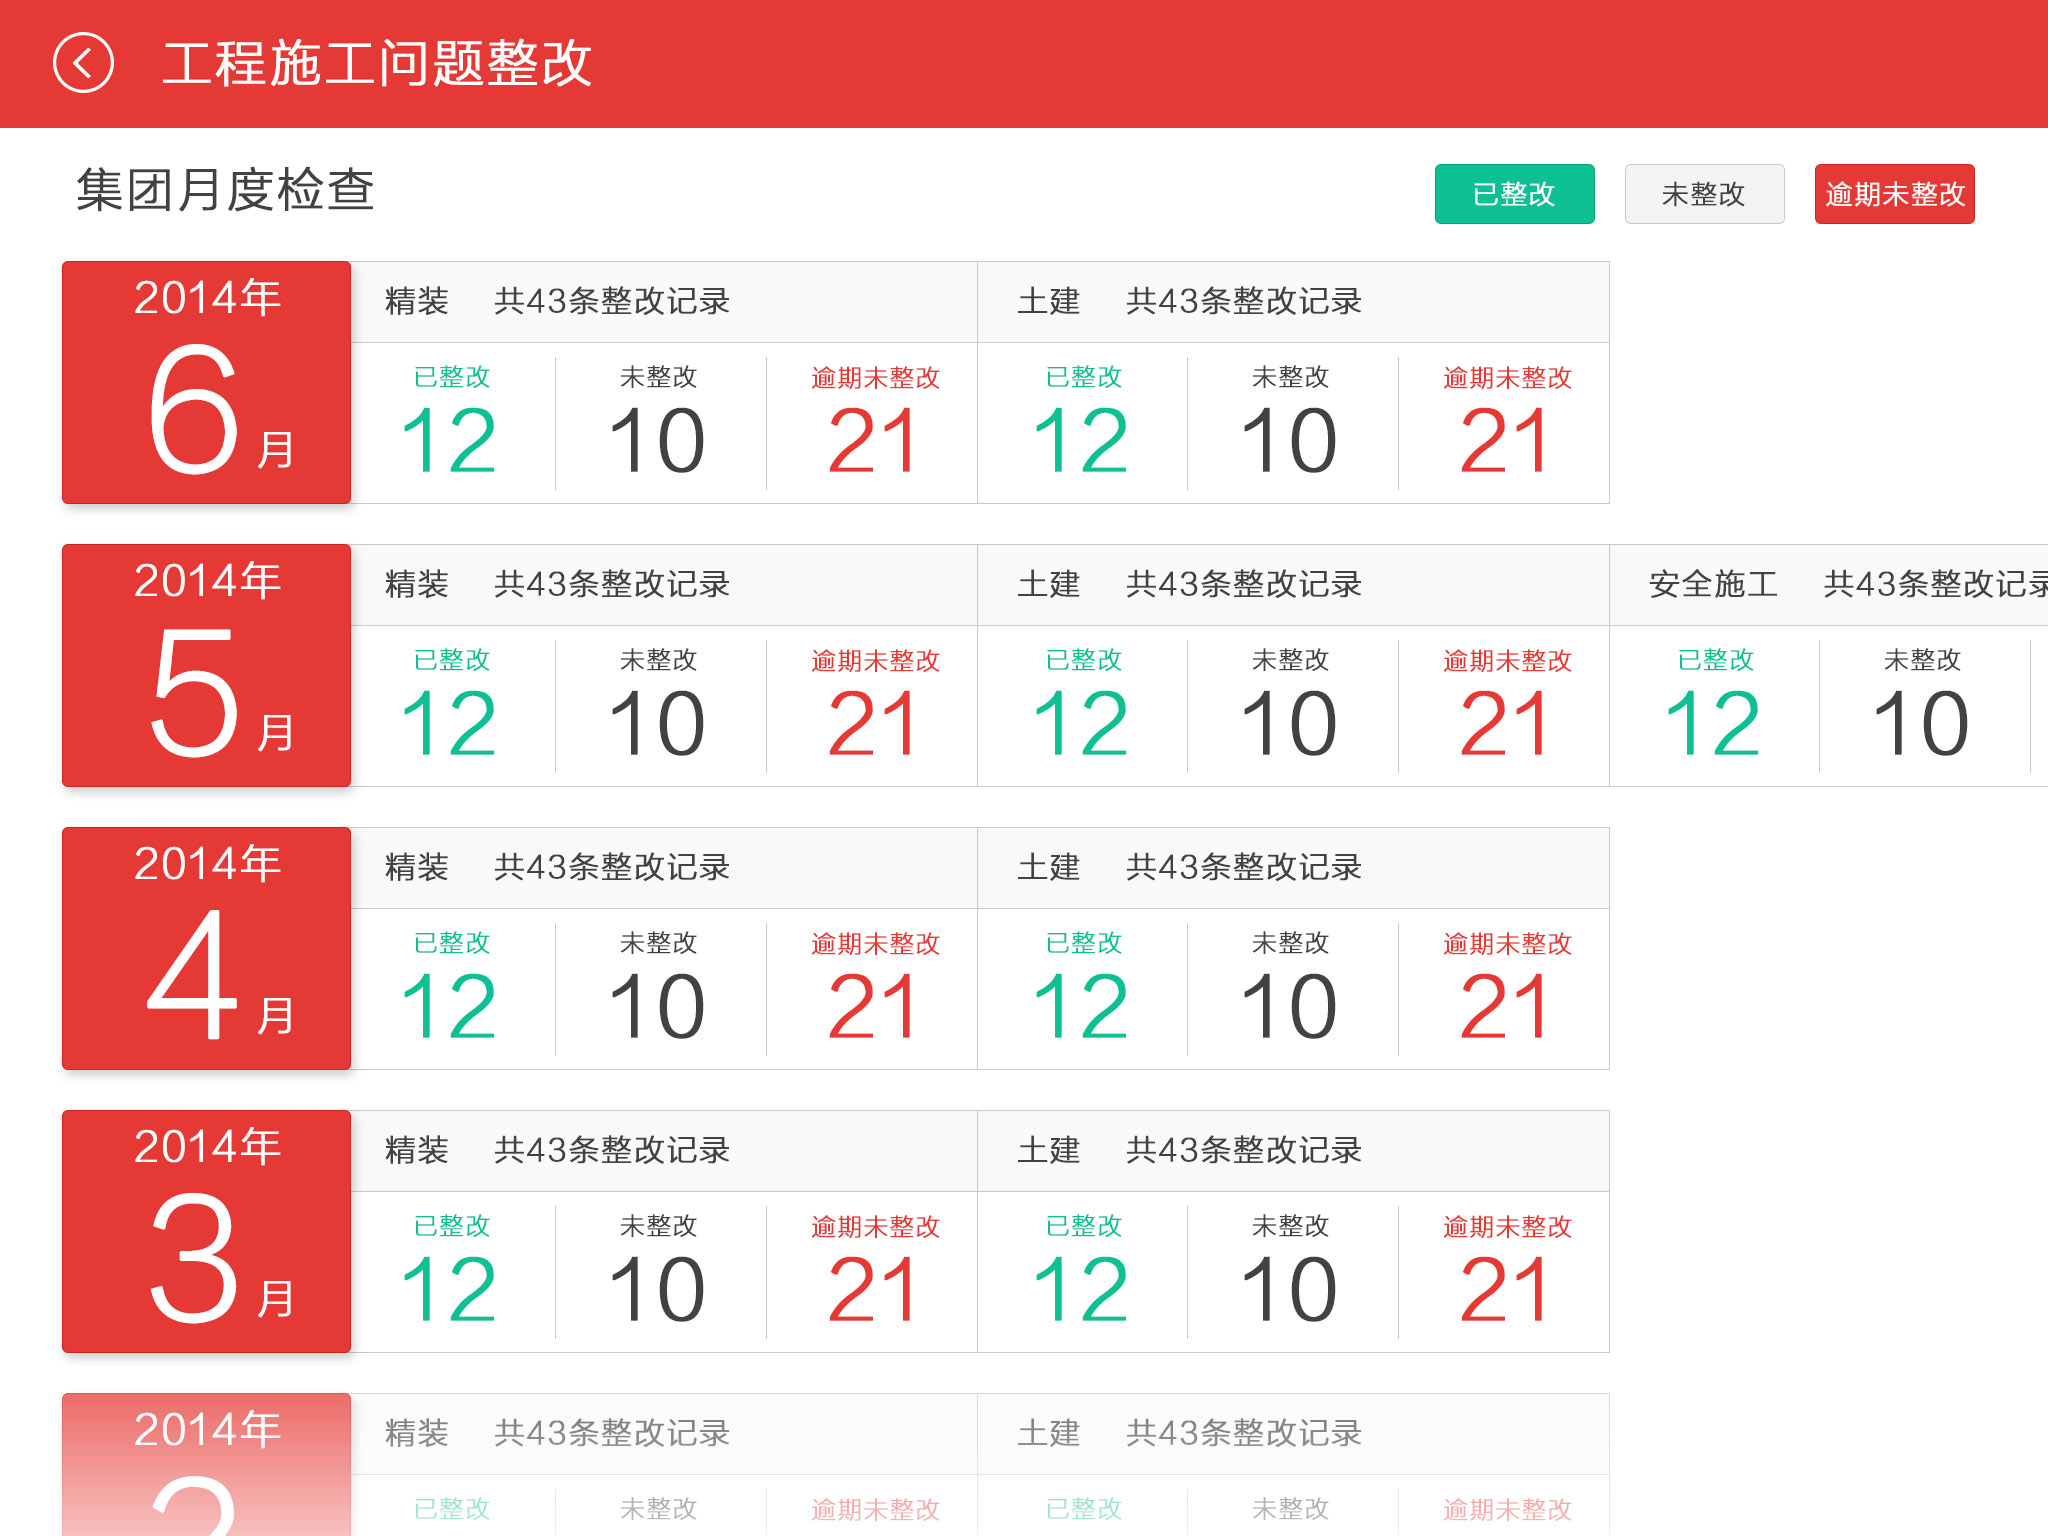 工程施工问题整改
集团月度检查
已整改 未整改 逾期未整改
2014年
6月
精装 共43条整改记录
已整改 未整改 逾期未整改
12 10 21
土建 共43条整改记录
已整改 未整改 逾期未整改
12 10 21
2014年
5月
精装 共43条整改记录
已整改 未整改 逾期未整改
12 10 21
土建 共43条整改记录
已整改 未整改 逾期未整改
12 10 21
安全施工 共43条整改记录
已整改 未整改
12 10
2014年
4月
精装 共43条整改记录
已整改 未整改 逾期未整改
12 10 21
土建 共43条整改记录
已整改 未整改 逾期未整改
12 10 21
2014年
3月
精装 共43条整改记录
已整改 未整改 逾期未整改
12 10 21
土建 共43条整改记录
已整改 未整改 逾期未整改
12 10 21
2014年
2
精装 共43条整改记录
已整改 未整改 逾期未整改
土建 共43条整改记录
已整改 未整改 逾期未整改